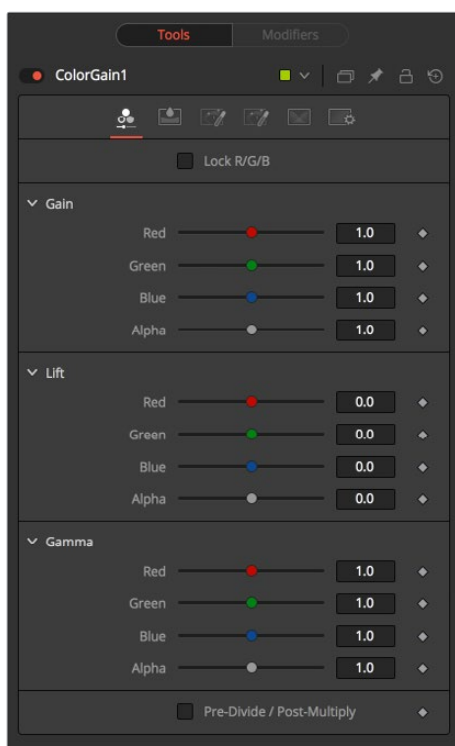 Tools Modifiers
ColorGain1
Lock R/G/B
Gain
Red 1.0
Green 1.0
Blue 1.0
Alpha 1.0
Lift
Red 0.0
Green 0.0
Blue 0.0
Alpha 0.0
Gamma
Red 1.0
Green 1.0
Blue 1.0
Alpha 1.0
Pre-Divide / Post-Multiply